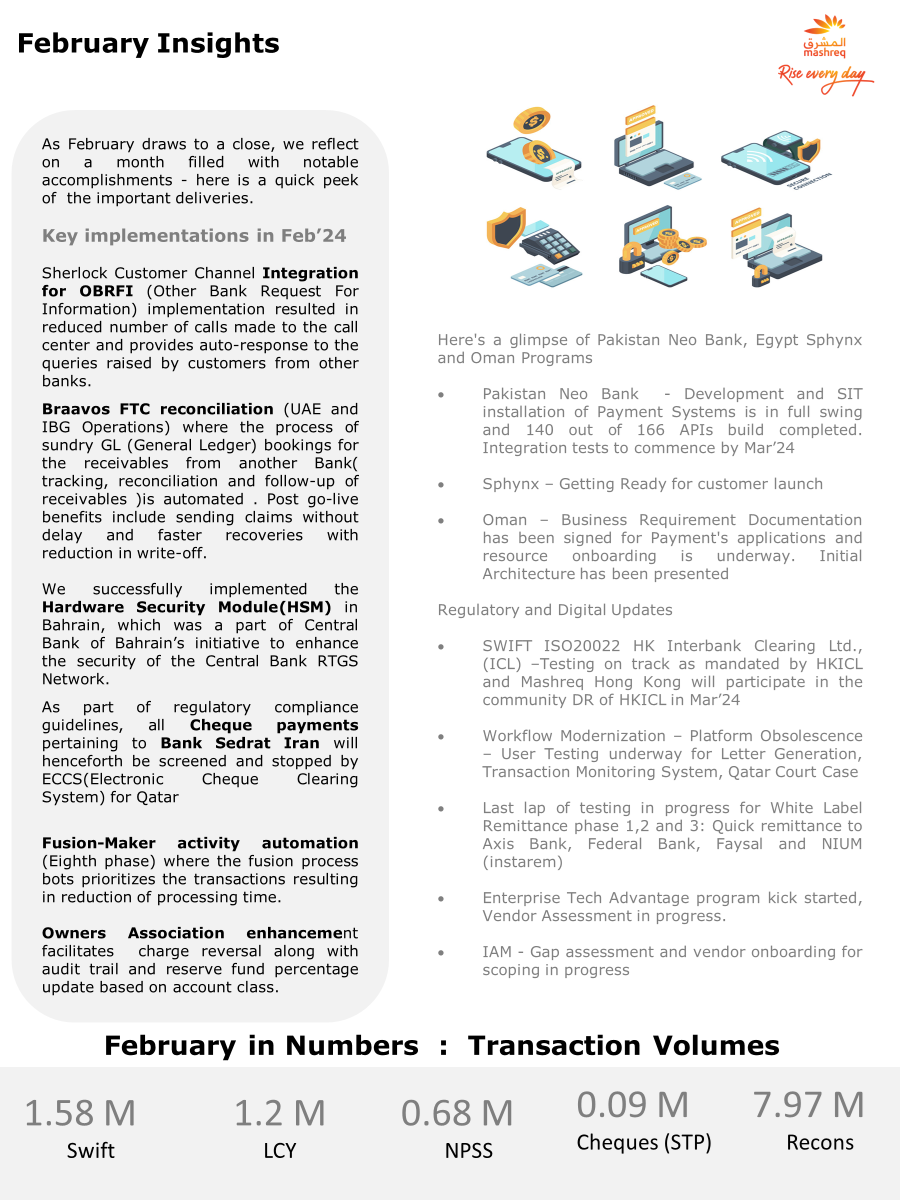 February Insights
المشرق
mashreq
Rise every day
As February draws to a close, we reflect
on a month filled with notable
accomplishments - here is a quick peek
of the important deliveries.
Key implementations in Feb’24
Sherlock Customer Channel Integration
for OBRFI (Other Bank Request For
Information) implementation resulted in
reduced number of calls made to the call
center and provides auto-response to the
queries raised by customers from other
banks.
Braavos FTC reconciliation (UAE and
IBG Operations) where the process of
sundry GL (General Ledger) bookings for
the receivables from another Bank(
tracking, reconciliation and follow-up of
receivables )is automated . Post go-live
benefits include sending claims without
delay and faster recoveries with
reduction in write-off.
We successfully implemented the
Hardware Security Module(HSM) in
Bahrain, which was a part of Central
Bank of Bahrain’s initiative to enhance
the security of the Central Bank RTGS
Network.
As part of regulatory compliance
guidelines, all Cheque payments
pertaining to Bank Sedrat Iran will
henceforth be screened and stopped by
ECCS(Electronic Cheque Clearing
System) for Qatar
Fusion-Maker activity automation
(Eighth phase) where the fusion process
bots prioritizes the transactions resulting
in reduction of processing time.
Owners Association enhancement
facilitates charge reversal along with
audit trail and reserve fund percentage
update based on account class.
SECURE
CONNECTION
Here's a glimpse of Pakistan Neo Bank, Egypt Sphynx
and Oman Programs
• Pakistan Neo Bank - Development and SIT
installation of Payment Systems is in full swing
and 140 out of 166 APIs build completed.
Integration tests to commence by Mar’24
• Sphynx – Getting Ready for customer launch
• Oman – Business Requirement Documentation
has been signed for Payment's applications and
resource onboarding is underway. Initial
Architecture has been presented
Regulatory and Digital Updates
• SWIFT ISO20022 HK Interbank Clearing Ltd.,
(ICL) –Testing on track as mandated by HKICL
and Mashreq Hong Kong will participate in the
community DR of HKICL in Mar’24
• Workflow Modernization – Platform Obsolescence
– User Testing underway for Letter Generation,
Transaction Monitoring System, Qatar Court Case
• Last lap of testing in progress for White Label
Remittance phase 1,2 and 3: Quick remittance to
Axis Bank, Federal Bank, Faysal and NIUM
(instarem)
• Enterprise Tech Advantage program kick started,
Vendor Assessment in progress.
• IAM - Gap assessment and vendor onboarding for
scoping in progress
February in Numbers : Transaction Volumes
1.58 M
Swift
1.2 M
LCY
0.68 M
NPSS
0.09 M
Cheques (STP)
7.97 M
Recons